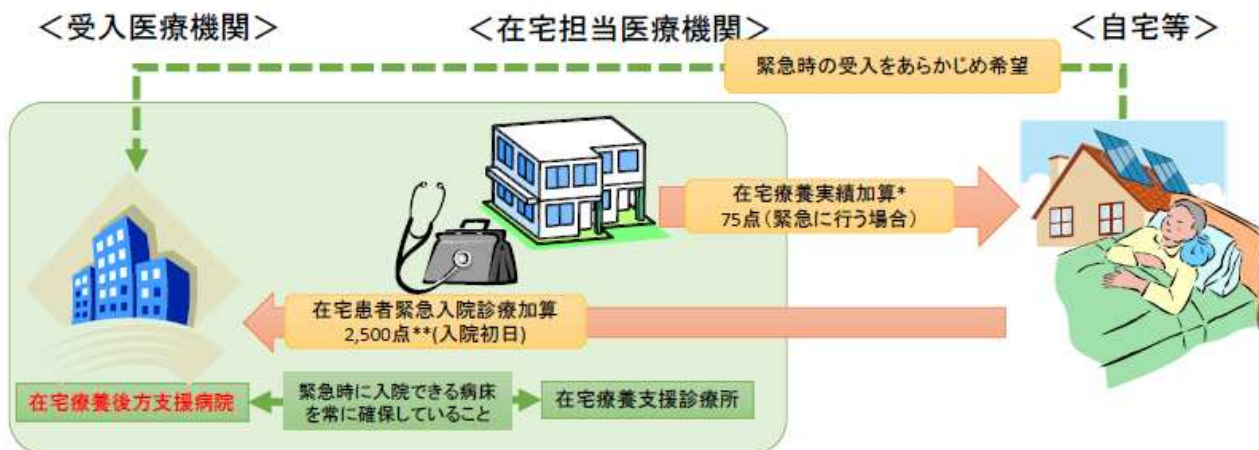 ＜受入医療機関＞
＜在宅担当医療機関＞
＜自宅等＞
緊急時の受入をあらかじめ希望
在宅療養実績加算*
75点（緊急に行う場合）
在宅患者緊急入院診療加算
2,500点**(入院初日)
在宅療養後方支援病院
緊急時に入院できる病床
を常に確保していること
在宅療養支援診療所